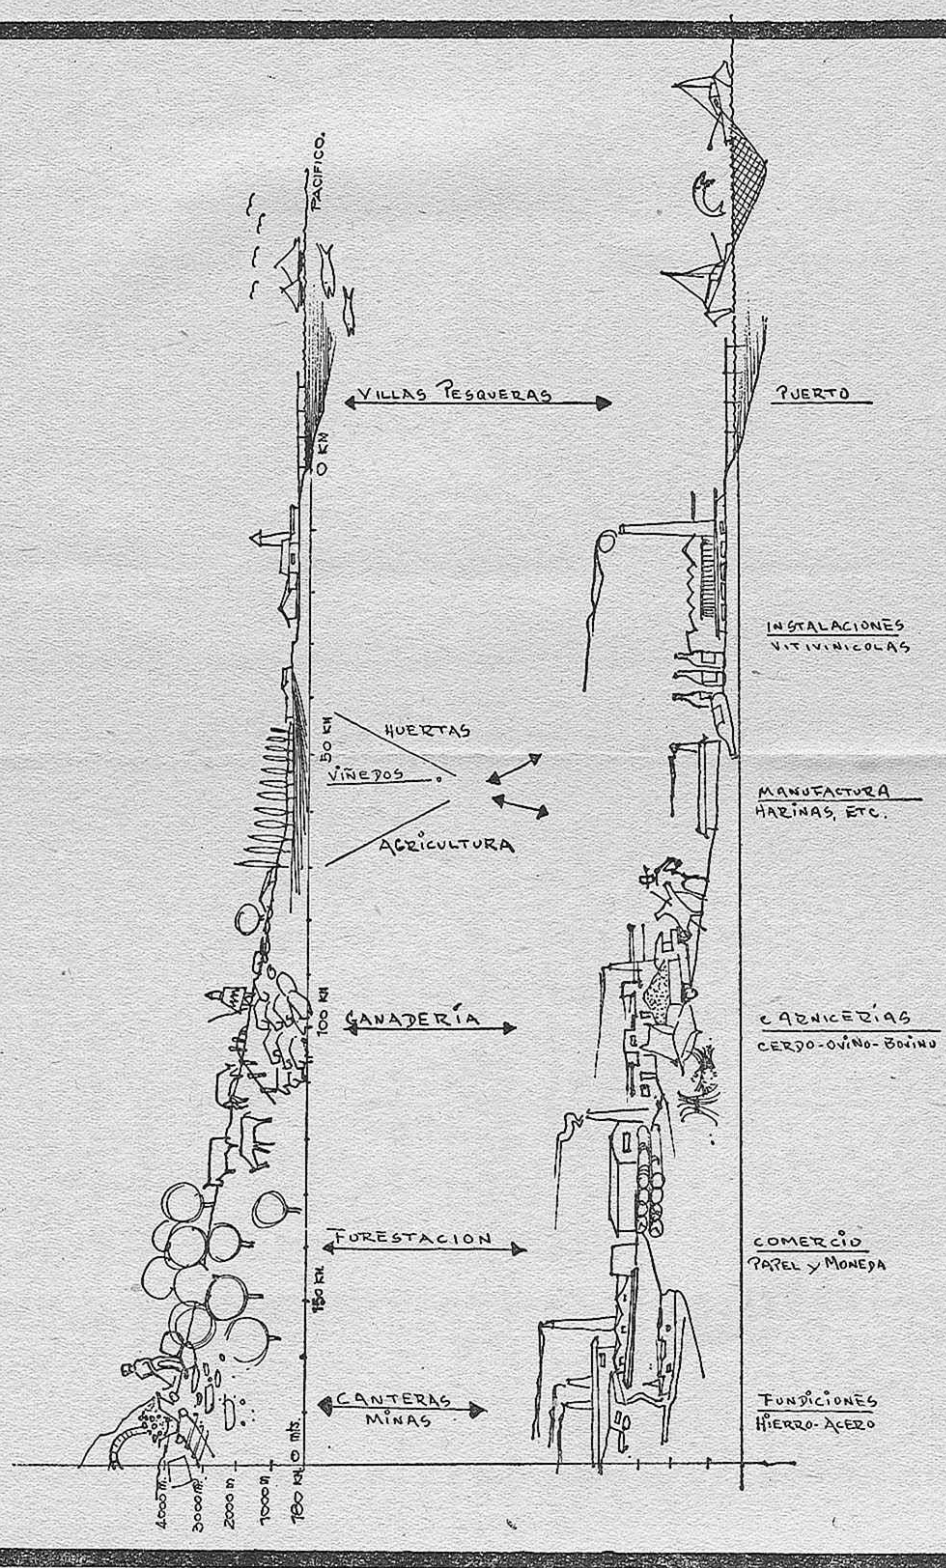 PACIFICO.
VILLAS PESQUERAS
PUERTO
0 KM
INSTALACIONES
VITIVINICOLAS
HUERTAS
50 KM
VIÑEDOS
MANUFACTURA
HARINAS, ETC.
AGRICULTURA
100 KM
GANADERÍA
CARNICERÍAS
CERDO-OVINO-BOVINO
FORESTACION
COMERCIO
PAPEL y MONEDA
150 KM.
CANTERAS
MINAS
FUNDICIONES
HIERRO-ACERO
4000 m.
3000 m
2000 m
1000 m
180 KM. 0 mts.